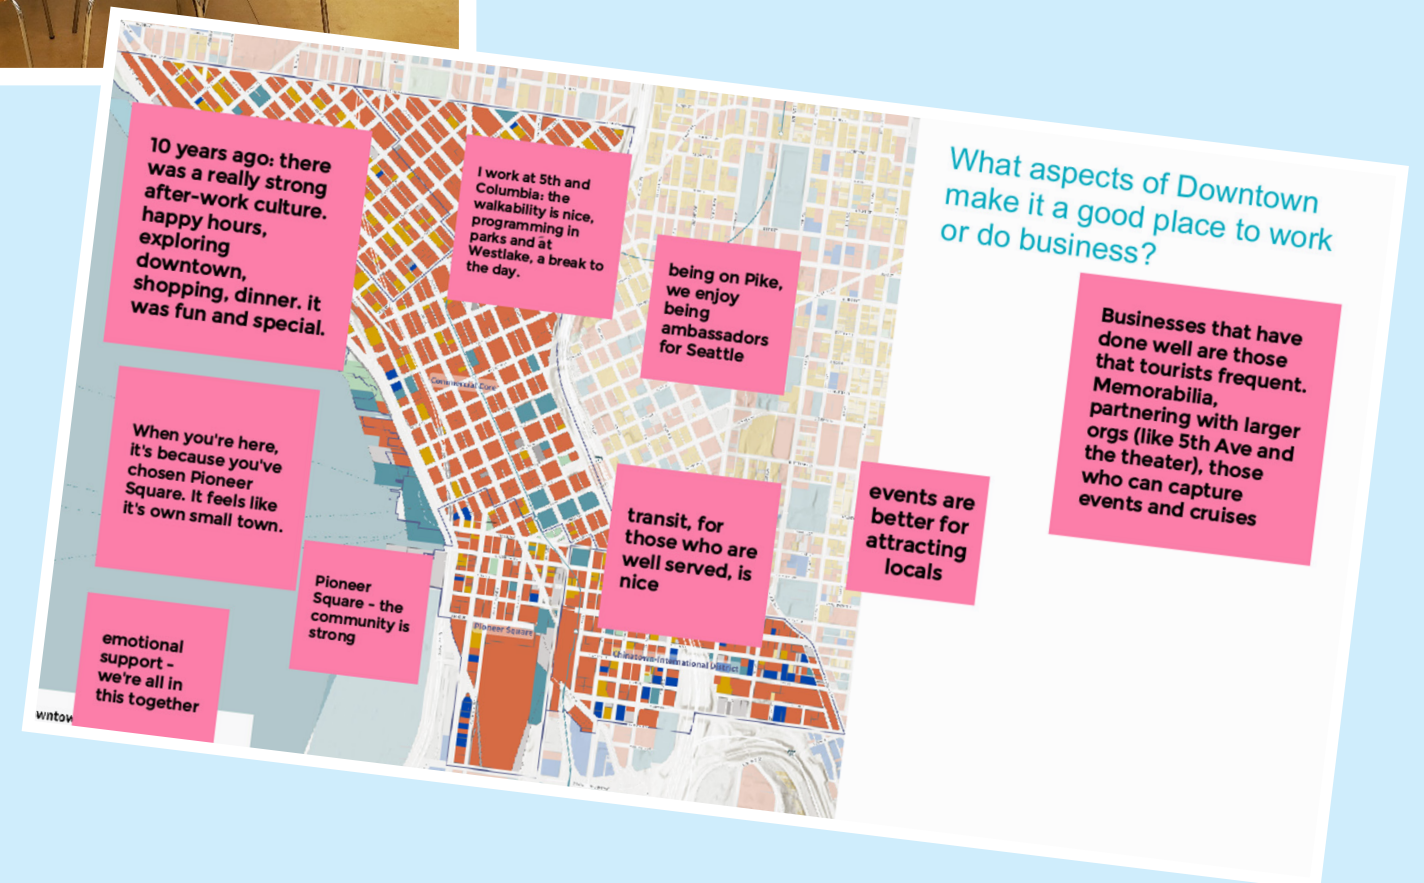 What aspects of Downtown
make it a good place to work
or do business?
10 years ago: there
was a really strong
after-work culture.
happy hours,
exploring
downtown,
shopping, dinner. it
was fun and special.
I work at 5th and
Columbia: the
walkability is nice,
programming in
parks and at
Westlake, a break to
the day.
being on Pike,
we enjoy
being
ambassadors
for Seattle
Businesses that have
done well are those
that tourists frequent.
Memorabilia,
partnering with larger
orgs (like 5th Ave and
the theater), those
who can capture
events and cruises
When you're here,
it's because you've
chosen Pioneer
Square. It feels like
it's own small town.
transit, for
those who are
well served, is
nice
events are
better for
attracting
locals
Pioneer
Square - the
community is
strong
emotional
support -
we're all in
this together
Commercial Core
Pioneer Square
Chinatown-International District